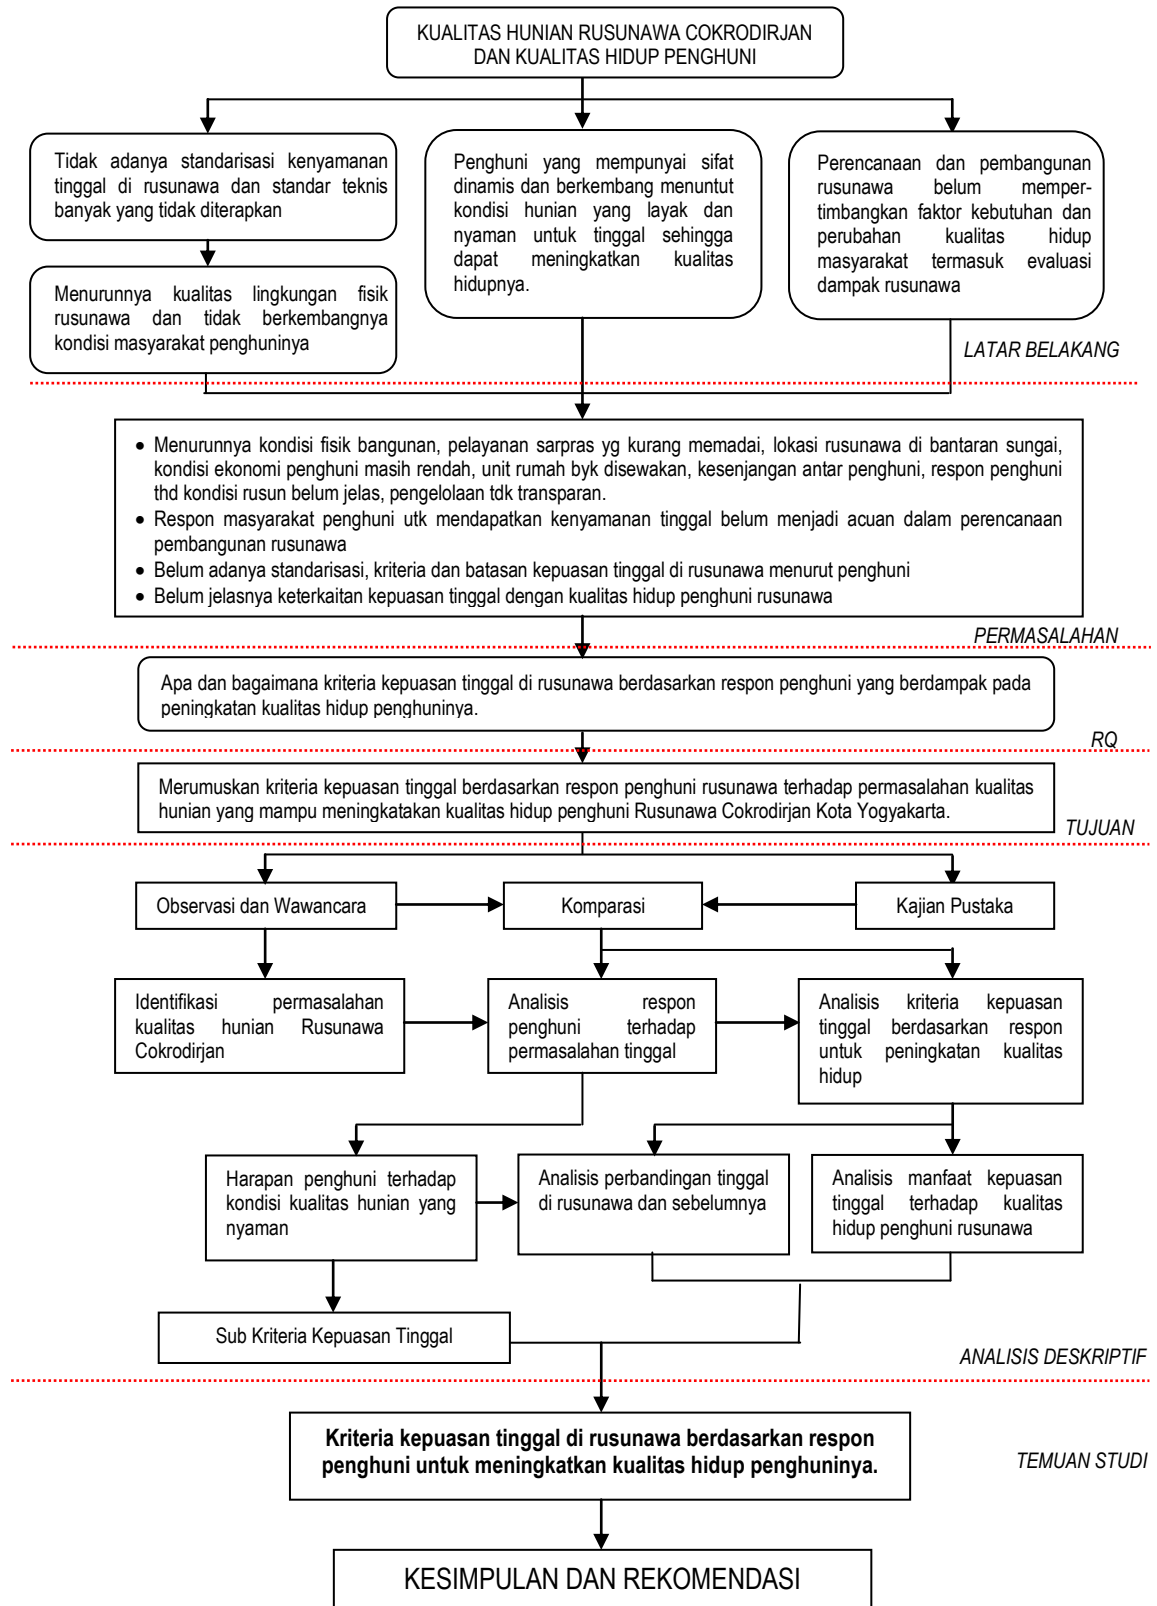 KUALITAS HUNIAN RUSUNAWA COKRODIRJAN
DAN KUALITAS HIDUP PENGHUNI
Tidak adanya standarisasi kenyamanan
tinggal di rusunawa dan standar teknis
banyak yang tidak diterapkan
Penghuni yang mempunyai sifat
dinamis dan berkembang menuntut
kondisi hunian yang layak dan
nyaman untuk tinggal sehingga
dapat meningkatkan kualitas
hidupnya.
Perencanaan dan pembangunan
rusunawa belum memper-
timbangkan faktor kebutuhan dan
perubahan kualitas hidup
masyarakat termasuk evaluasi
dampak rusunawa
Menurunnya kualitas lingkungan fisik
rusunawa dan tidak berkembangnya
kondisi masyarakat penghuninya
LATAR BELAKANG
• Menurunnya kondisi fisik bangunan, pelayanan sarpras yg kurang memadai, lokasi rusunawa di bantaran sungai,
kondisi ekonomi penghuni masih rendah, unit rumah byk disewakan, kesenjangan antar penghuni, respon penghuni
thd kondisi rusun belum jelas, pengelolaan tdk transparan.
• Respon masyarakat penghuni utk mendapatkan kenyamanan tinggal belum menjadi acuan dalam perencanaan
pembangunan rusunawa
• Belum adanya standarisasi, kriteria dan batasan kepuasan tinggal di rusunawa menurut penghuni
• Belum jelasnya keterkaitan kepuasan tinggal dengan kualitas hidup penghuni rusunawa
PERMASALAHAN
Apa dan bagaimana kriteria kepuasan tinggal di rusunawa berdasarkan respon penghuni yang berdampak pada
peningkatan kualitas hidup penghuninya.
RQ
Merumuskan kriteria kepuasan tinggal berdasarkan respon penghuni rusunawa terhadap permasalahan kualitas
hunian yang mampu meningkatakan kualitas hidup penghuni Rusunawa Cokrodirjan Kota Yogyakarta.
TUJUAN
Observasi dan Wawancara
Komparasi
Kajian Pustaka
Identifikasi permasalahan
kualitas hunian Rusunawa
Cokrodirjan
Analisis respon
penghuni terhadap
permasalahan tinggal
Analisis kriteria kepuasan
tinggal berdasarkan respon
untuk peningkatan kualitas
hidup
Harapan penghuni terhadap
kondisi kualitas hunian yang
nyaman
Analisis perbandingan tinggal
di rusunawa dan sebelumnya
Analisis manfaat kepuasan
tinggal terhadap kualitas
hidup penghuni rusunawa
Sub Kriteria Kepuasan Tinggal
ANALISIS DESKRIPTIF
Kriteria kepuasan tinggal di rusunawa berdasarkan respon
penghuni untuk meningkatkan kualitas hidup penghuninya.
TEMUAN STUDI
KESIMPULAN DAN REKOMENDASI